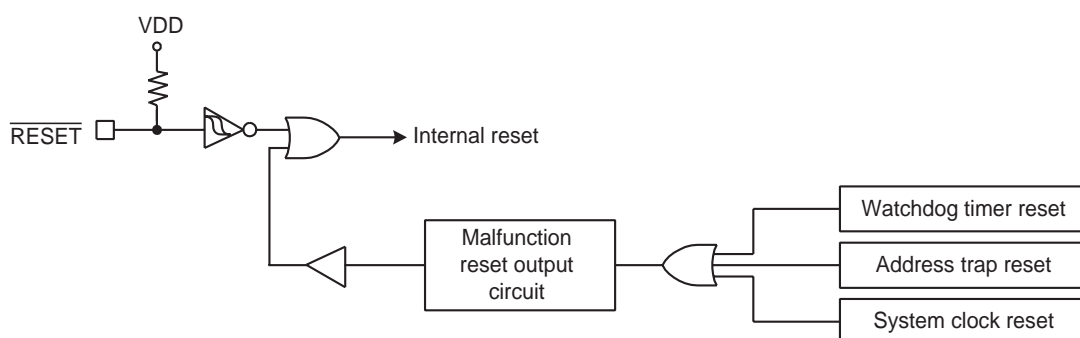 VDD
RESET
Internal reset
Malfunction
reset output
circuit
Watchdog timer reset
Address trap reset
System clock reset